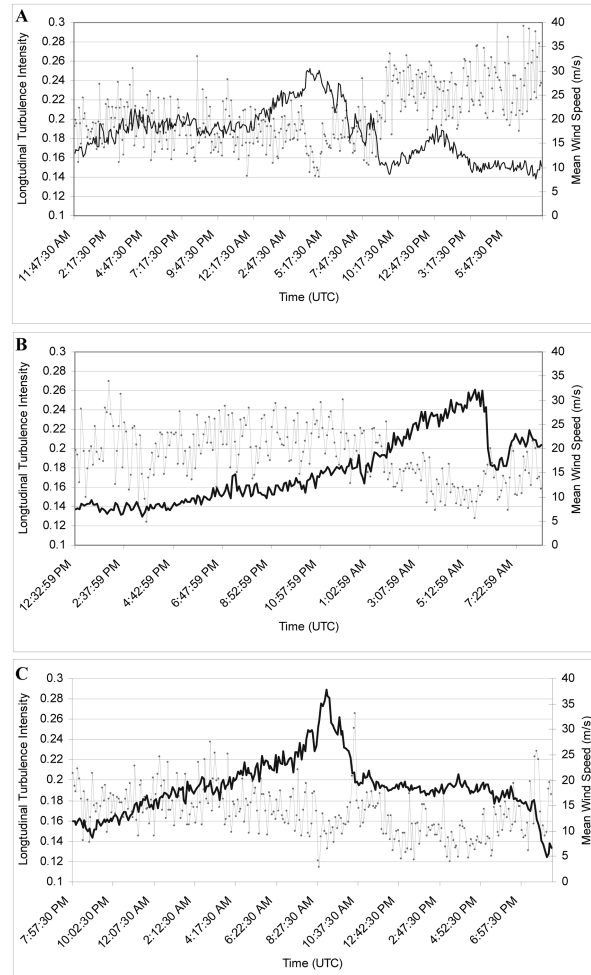 A
Longtudinal Turbulence Intensity
0.3
0.28
0.26
0.24
0.22
0.2
0.18
0.16
0.14
0.12
0.1
40
35
30
25
20
15
10
5
0
Mean Wind Speed (m/s)
11:47:30 AM
2:17:30 PM
4:47:30 PM
7:17:30 PM
9:47:30 PM
12:17:30 AM
2:47:30 AM
5:17:30 AM
7:47:30 AM
10:17:30 AM
12:47:30 PM
3:17:30 PM
5:47:30 PM
Time (UTC)
B
Longtudinal Turbulence Intensity
0.3
0.28
0.26
0.24
0.22
0.2
0.18
0.16
0.14
0.12
0.1
40
35
30
25
20
15
10
5
0
Mean Wind Speed (m/s)
12:32:59 PM
2:37:59 PM
4:42:59 PM
6:47:59 PM
8:52:59 PM
10:57:59 PM
1:02:59 AM
3:07:59 AM
5:12:59 AM
7:22:59 AM
Time (UTC)
C
Longtudinal Turbulence Intensity
0.3
0.28
0.26
0.24
0.22
0.2
0.18
0.16
0.14
0.12
0.1
40
35
30
25
20
15
10
5
0
Mean Wind Speed (m/s)
7:57:30 PM
10:02:30 PM
12:07:30 AM
2:12:30 AM
4:17:30 AM
6:22:30 AM
8:27:30 AM
10:37:30 AM
12:42:30 PM
2:47:30 PM
4:52:30 PM
6:57:30 PM
Time (UTC)